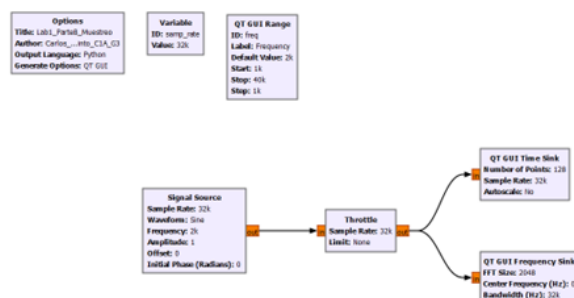 Options
Title: Lab1_ParteII_Muestreo
Author: Carlos_...nto_C1A_G3
Output Language: Python
Generate Options: QT GUI
Variable
ID: samp_rate
Value: 32k
QT GUI Range
ID: freq
Label: Frequency
Default Value: 2k
Start: 1k
Stop: 40k
Step: 1k
Signal Source
Sample Rate: 32k
Waveform: Sine
Frequency: 2k
Amplitude: 1
Offset: 0
Initial Phase (Radians): 0
out
in
Throttle
Sample Rate: 32k
Limit: None
out
in
QT GUI Time Sink
Number of Points: 128
Sample Rate: 32k
Autoscale: No
in
QT GUI Frequency Sink
FFT Size: 2048
Center Frequency (Hz): 0
Bandwidth (Hz): 32k